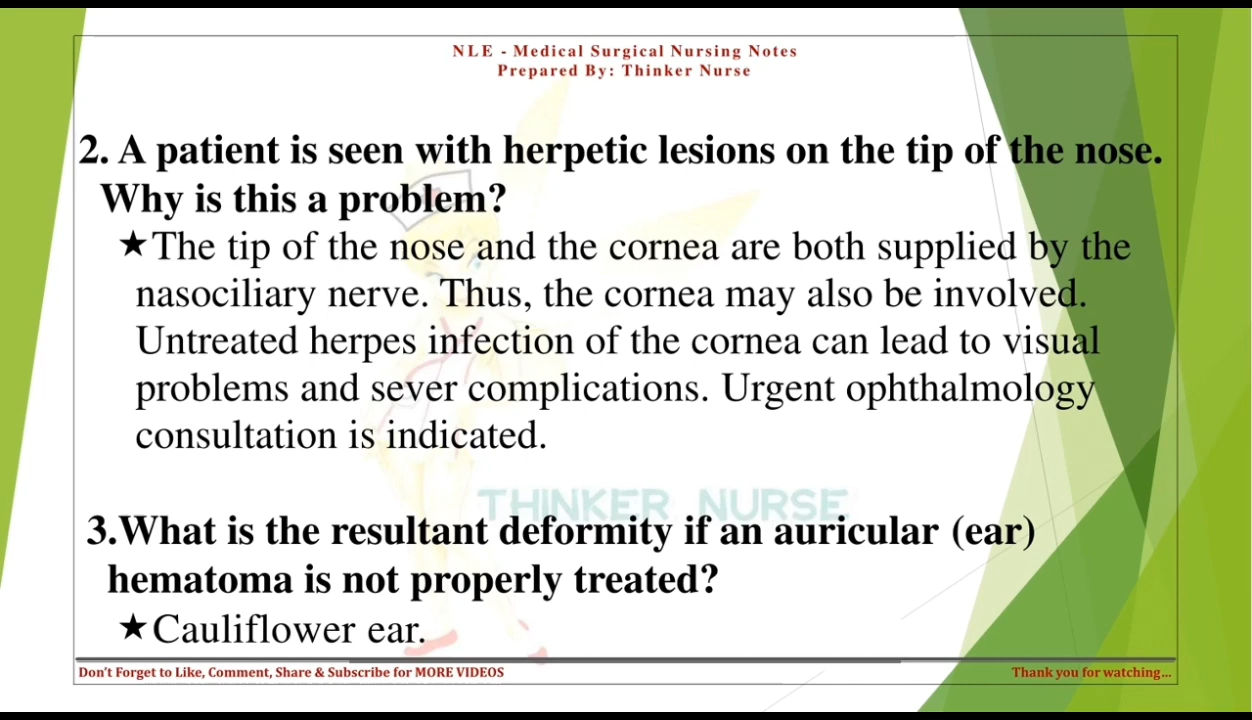 NLE - Medical Surgical Nursing Notes
Prepared By: Thinker Nurse
2. A patient is seen with herpetic lesions on the tip of the nose.
Why is this a problem?
★The tip of the nose and the cornea are both supplied by the
nasociliary nerve. Thus, the cornea may also be involved.
Untreated herpes infection of the cornea can lead to visual
problems and sever complications. Urgent ophthalmology
consultation is indicated.
THINKER NURSE
3.What is the resultant deformity if an auricular (ear)
hematoma is not properly treated?
★Cauliflower ear.
Don't Forget to Like, Comment, Share & Subscribe for MORE VIDEOS
Thank you for watching...